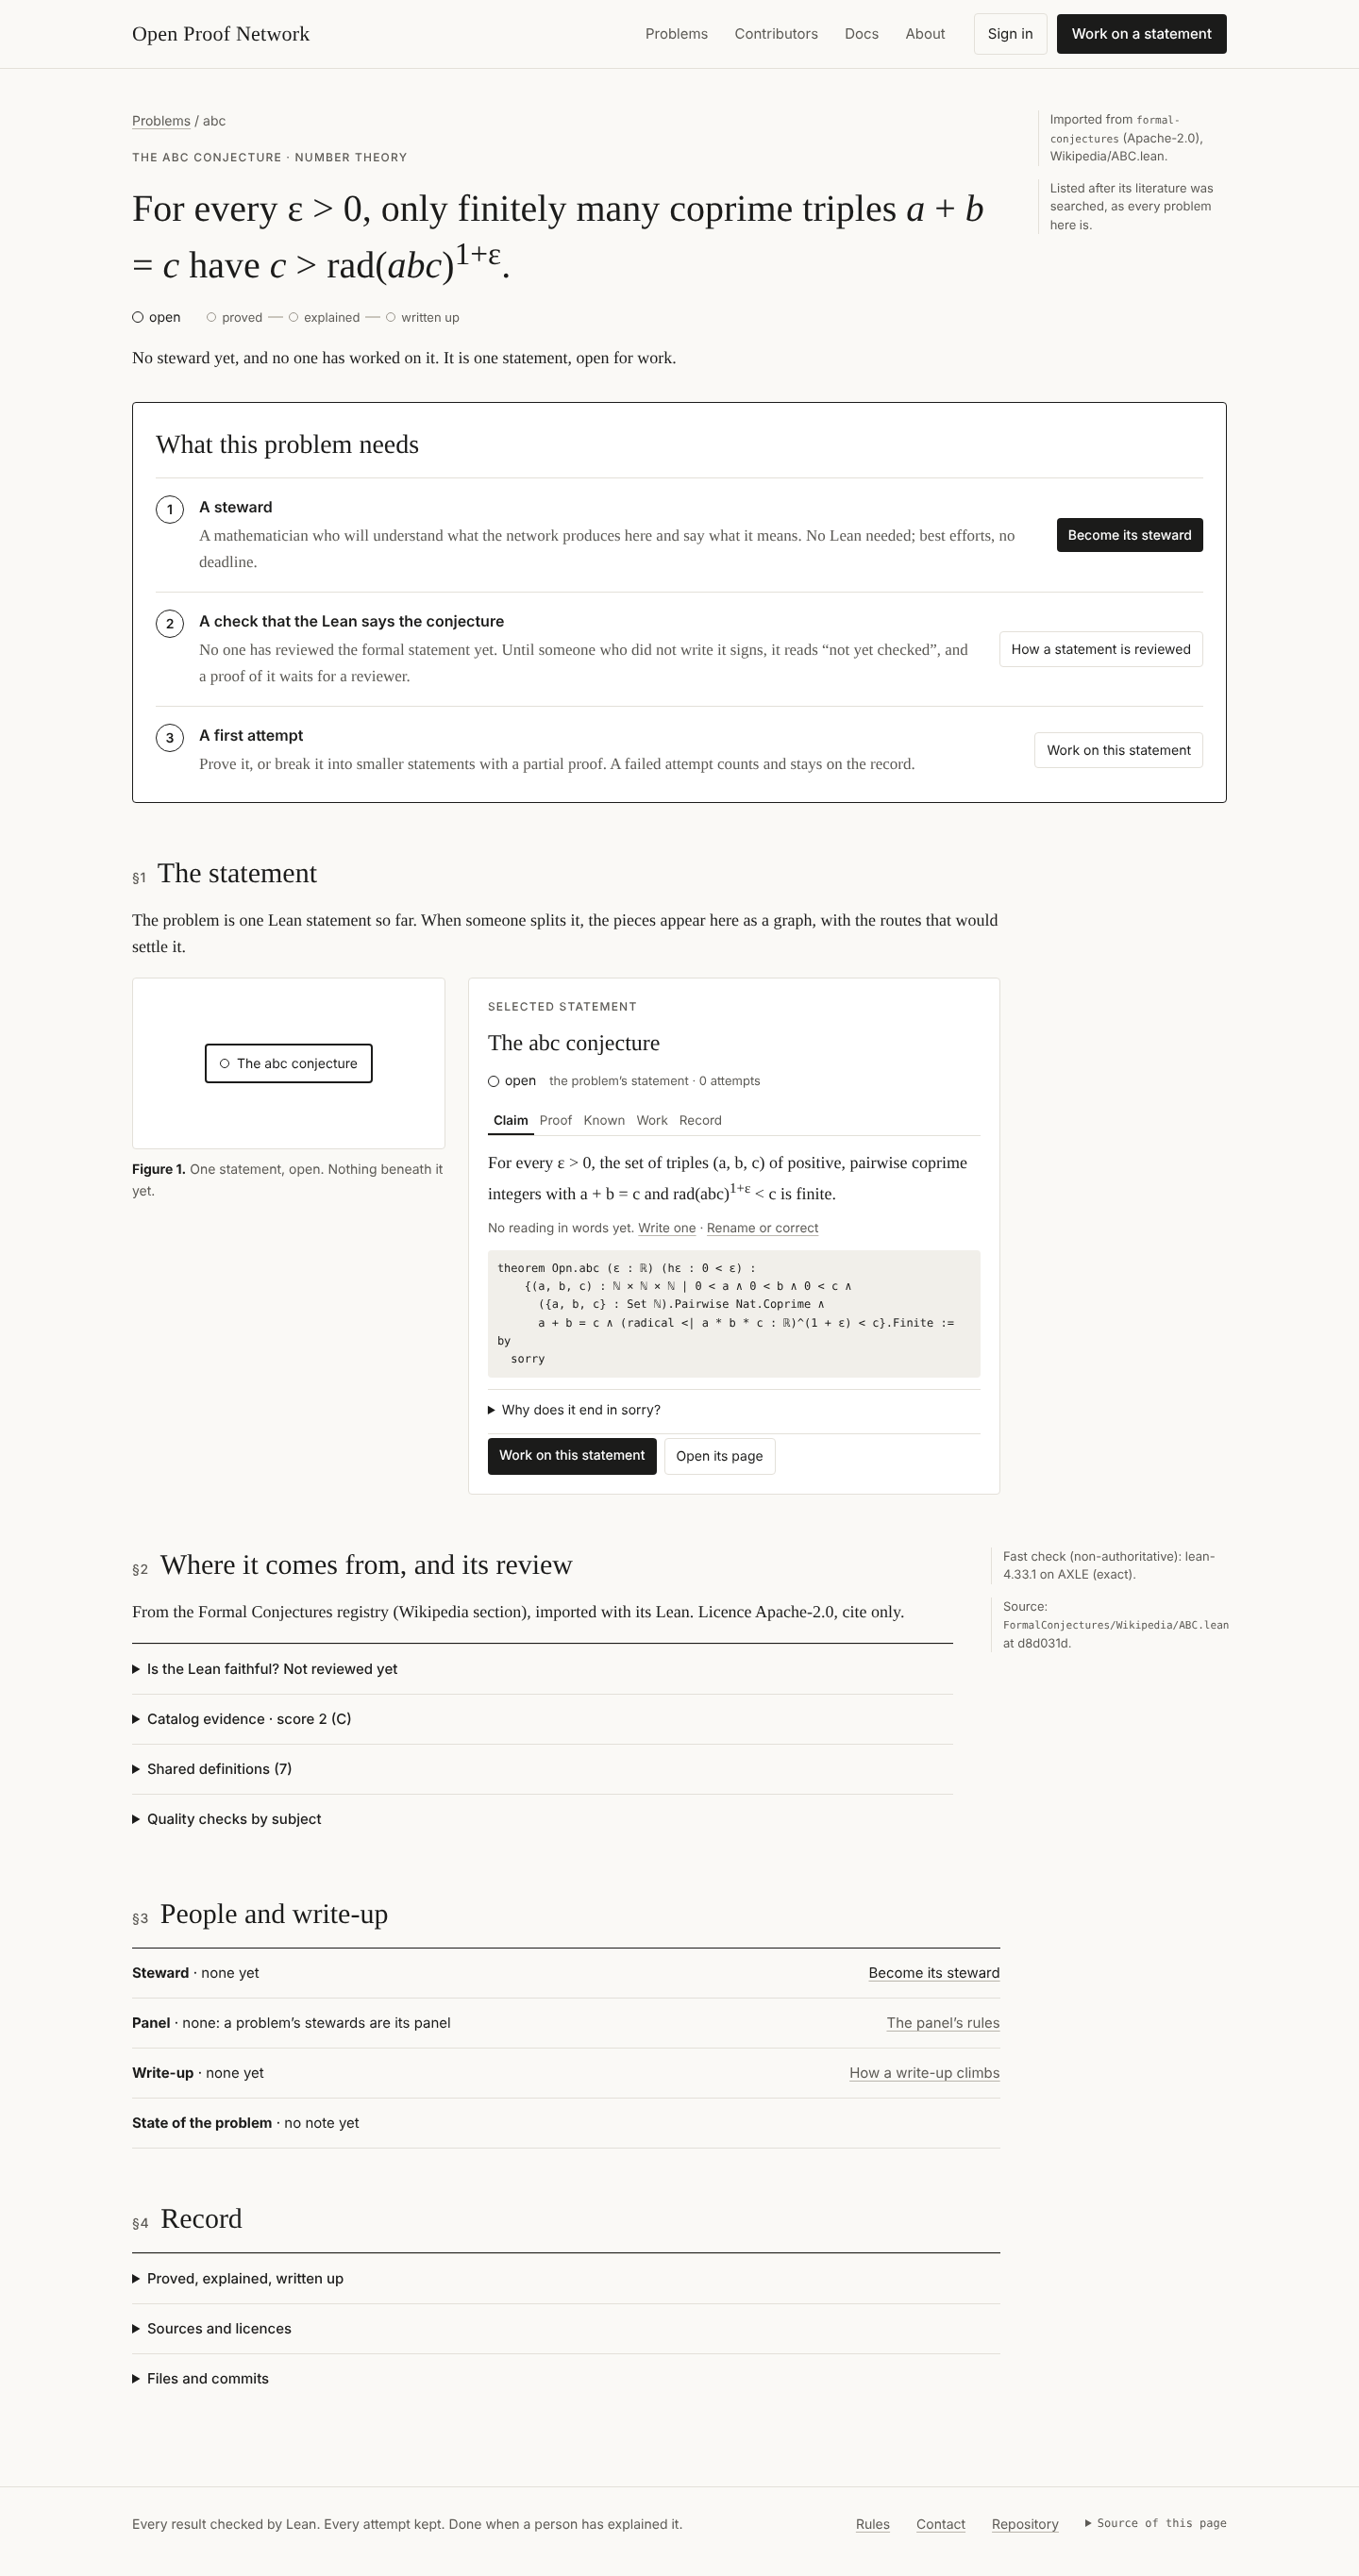 Open Proof Network
Problems
Contributors
Docs
About
Sign in
Work on a statement
Problems / abc
THE ABC CONJECTURE · NUMBER THEORY
For every ε > 0, only finitely many coprime triples a + b
= c have c > rad(abc)^1+ε.
open
proved — explained — written up
No steward yet, and no one has worked on it. It is one statement, open for work.
Imported from formal-
conjectures (Apache-2.0),
Wikipedia/ABC.lean.
Listed after its literature was
searched, as every problem
here is.
What this problem needs
1
A steward
A mathematician who will understand what the network produces here and say what it means. No Lean needed; best efforts, no
deadline.
Become its steward
2
A check that the Lean says the conjecture
No one has reviewed the formal statement yet. Until someone who did not write it signs, it reads “not yet checked”, and
a proof of it waits for a reviewer.
How a statement is reviewed
3
A first attempt
Prove it, or break it into smaller statements with a partial proof. A failed attempt counts and stays on the record.
Work on this statement
§1 The statement
The problem is one Lean statement so far. When someone splits it, the pieces appear here as a graph, with the routes that would
settle it.
The abc conjecture
Figure 1. One statement, open. Nothing beneath it
yet.
SELECTED STATEMENT
The abc conjecture
open the problem’s statement · 0 attempts
Claim Proof Known Work Record
For every ε > 0, the set of triples (a, b, c) of positive, pairwise coprime
integers with a + b = c and rad(abc)^1+ε < c is finite.
No reading in words yet. Write one · Rename or correct
theorem Opn.abc (ε : ℝ) (hε : 0 < ε) :
{(a, b, c) : ℕ × ℕ × ℕ | 0 < a ∧ 0 < b ∧ 0 < c ∧
({a, b, c} : Set ℕ).Pairwise Nat.Coprime ∧
a + b = c ∧ (radical <| a * b * c : ℝ)^(1 + ε) < c}.Finite :=
by
sorry
▶ Why does it end in sorry?
Work on this statement
Open its page
§2 Where it comes from, and its review
From the Formal Conjectures registry (Wikipedia section), imported with its Lean. Licence Apache-2.0, cite only.
▶ Is the Lean faithful? Not reviewed yet
▶ Catalog evidence · score 2 (C)
▶ Shared definitions (7)
▶ Quality checks by subject
Fast check (non-authoritative): lean-
4.33.1 on AXLE (exact).
Source:
FormalConjectures/Wikipedia/ABC.lean
at d8d031d.
§3 People and write-up
Steward · none yet
Become its steward
Panel · none: a problem’s stewards are its panel
The panel’s rules
Write-up · none yet
How a write-up climbs
State of the problem · no note yet
§4 Record
▶ Proved, explained, written up
▶ Sources and licences
▶ Files and commits
Every result checked by Lean. Every attempt kept. Done when a person has explained it.
Rules
Contact
Repository
▶ Source of this page